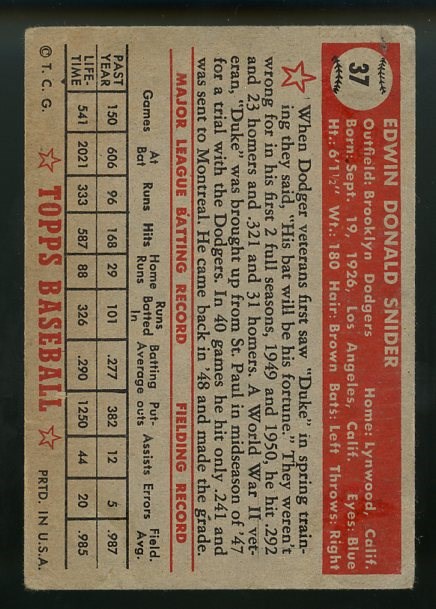 37
EDWIN DONALD SNIDER
Outfield: Brooklyn Dodgers Home: Lynwood, Calif.
Born: Sept. 19, 1926, Los Angeles, Calif. Eyes: Blue
Ht.: 6'1½" Wt.: 180 Hair: Brown Bats: Left Throws: Right
When Dodger veterans first saw "Duke" in spring train-
ing they said, "His bat will be his fortune." They weren't
wrong for in his first 2 full seasons, 1949 and 1950, he hit .292
and 23 homers and .321 and 31 homers. A World War II vet-
eran, "Duke" was brought up from St. Paul in midseason of '47
for a trial with the Dodgers. In 40 games he hit only .241 and
was sent to Montreal. He came back in '48 and made the grade.
MAJOR LEAGUE BATTING RECORD FIELDING RECORD
Games At Bat Runs Hits Home Runs Runs Batted In Batting Average Put-outs Assists Errors Field. Avg.
PAST YEAR 150 606 96 168 29 101 .277 382 12 5 .987
LIFE-TIME 541 2021 333 587 88 326 .290 1250 44 20 .985
© T. C. G. TOPPS BASEBALL PRTD. IN U.S.A.